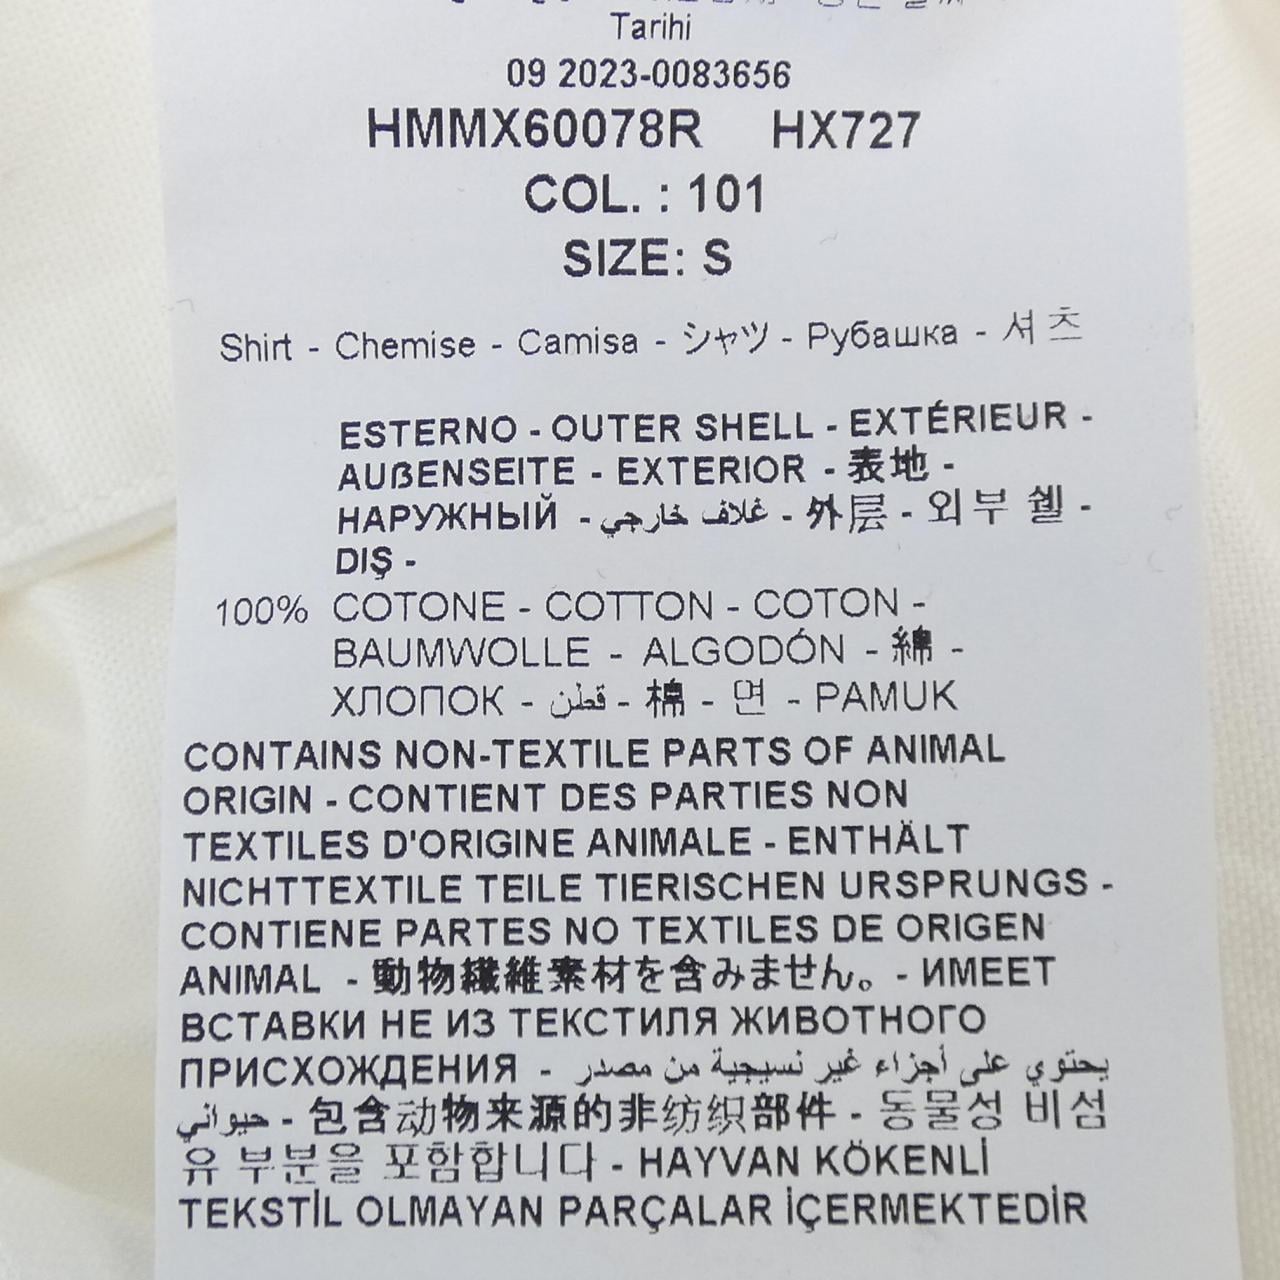 Tarihi
09 2023-0083656
HMMX60078R HX727
COL. : 101
SIZE: S
Shirt - Chemise - Camisa - シャツ - Рубашка - 셔츠
ESTERNO - OUTER SHELL - EXTÉRIEUR -
AUßENSEITE - EXTERIOR - 表地 -
НАРУЖНЫЙ - غلاف خارجي - 外层 - 외부 쉘 -
DIŞ -
100% COTONE - COTTON - COTON -
BAUMWOLLE - ALGODÓN - 綿 -
ХЛОПОК - قطن - 棉 - 면 - PAMUK
CONTAINS NON-TEXTILE PARTS OF ANIMAL
ORIGIN - CONTIENT DES PARTIES NON
TEXTILES D'ORIGINE ANIMALE - ENTHÄLT
NICHTTEXTILE TEILE TIERISCHEN URSPRUNGS -
CONTIENE PARTES NO TEXTILES DE ORIGEN
ANIMAL - 動物繊維素材を含みません。 - ИМЕЕТ
ВСТАВКИ НЕ ИЗ ТЕКСТИЛЯ ЖИВОТНОГО
ПРИСХОЖДЕНИЯ - يحتوي على أجزاء غير نسيجية من مصدر
حيواني - 包含动物来源的非纺织部件 - 동물성 비섬
유 부분을 포함합니다 - HAYVAN KÖKENLİ
TEKSTİL OLMAYAN PARÇALAR İÇERMEKTEDİR